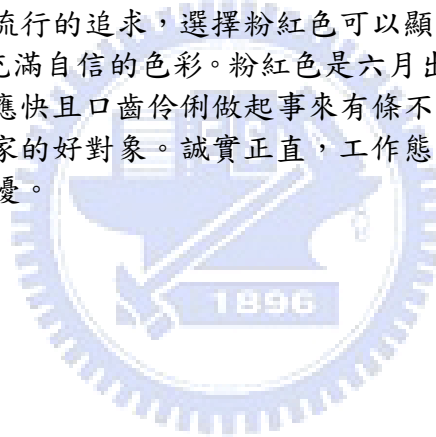 流行的追求，選擇粉紅色可以顯
充滿自信的色彩。粉紅色是六月出
應快且口齒伶俐做起事來有條不
家的好對象。誠實正直，工作態
憂。
ES
1896